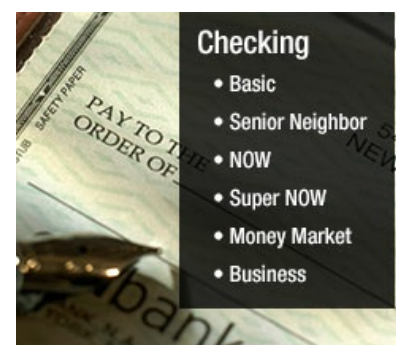 Checking
• Basic
• Senior Neighbor
• NOW
• Super NOW
• Money Market
• Business
SAFETY PAPER
PAY TO THE
ORDER OF
bank